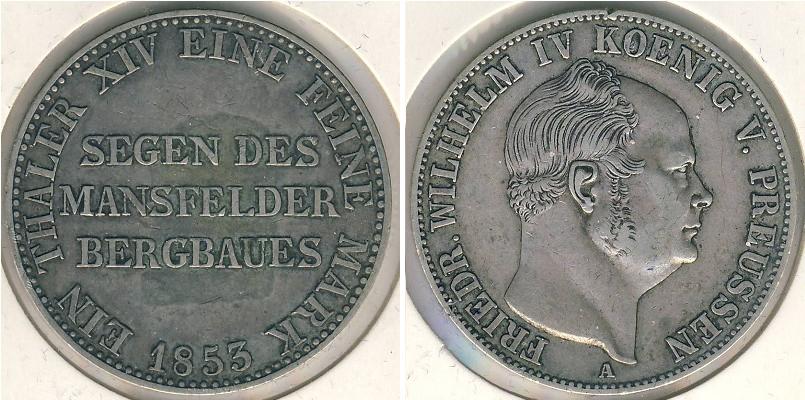 EIN THALER XIV EINE FEINE MARK
SEGEN DES
MANSFELDER
BERGBAUES
1853
FRIEDR. WILHELM IV KOENIG V. PREUSSEN
A